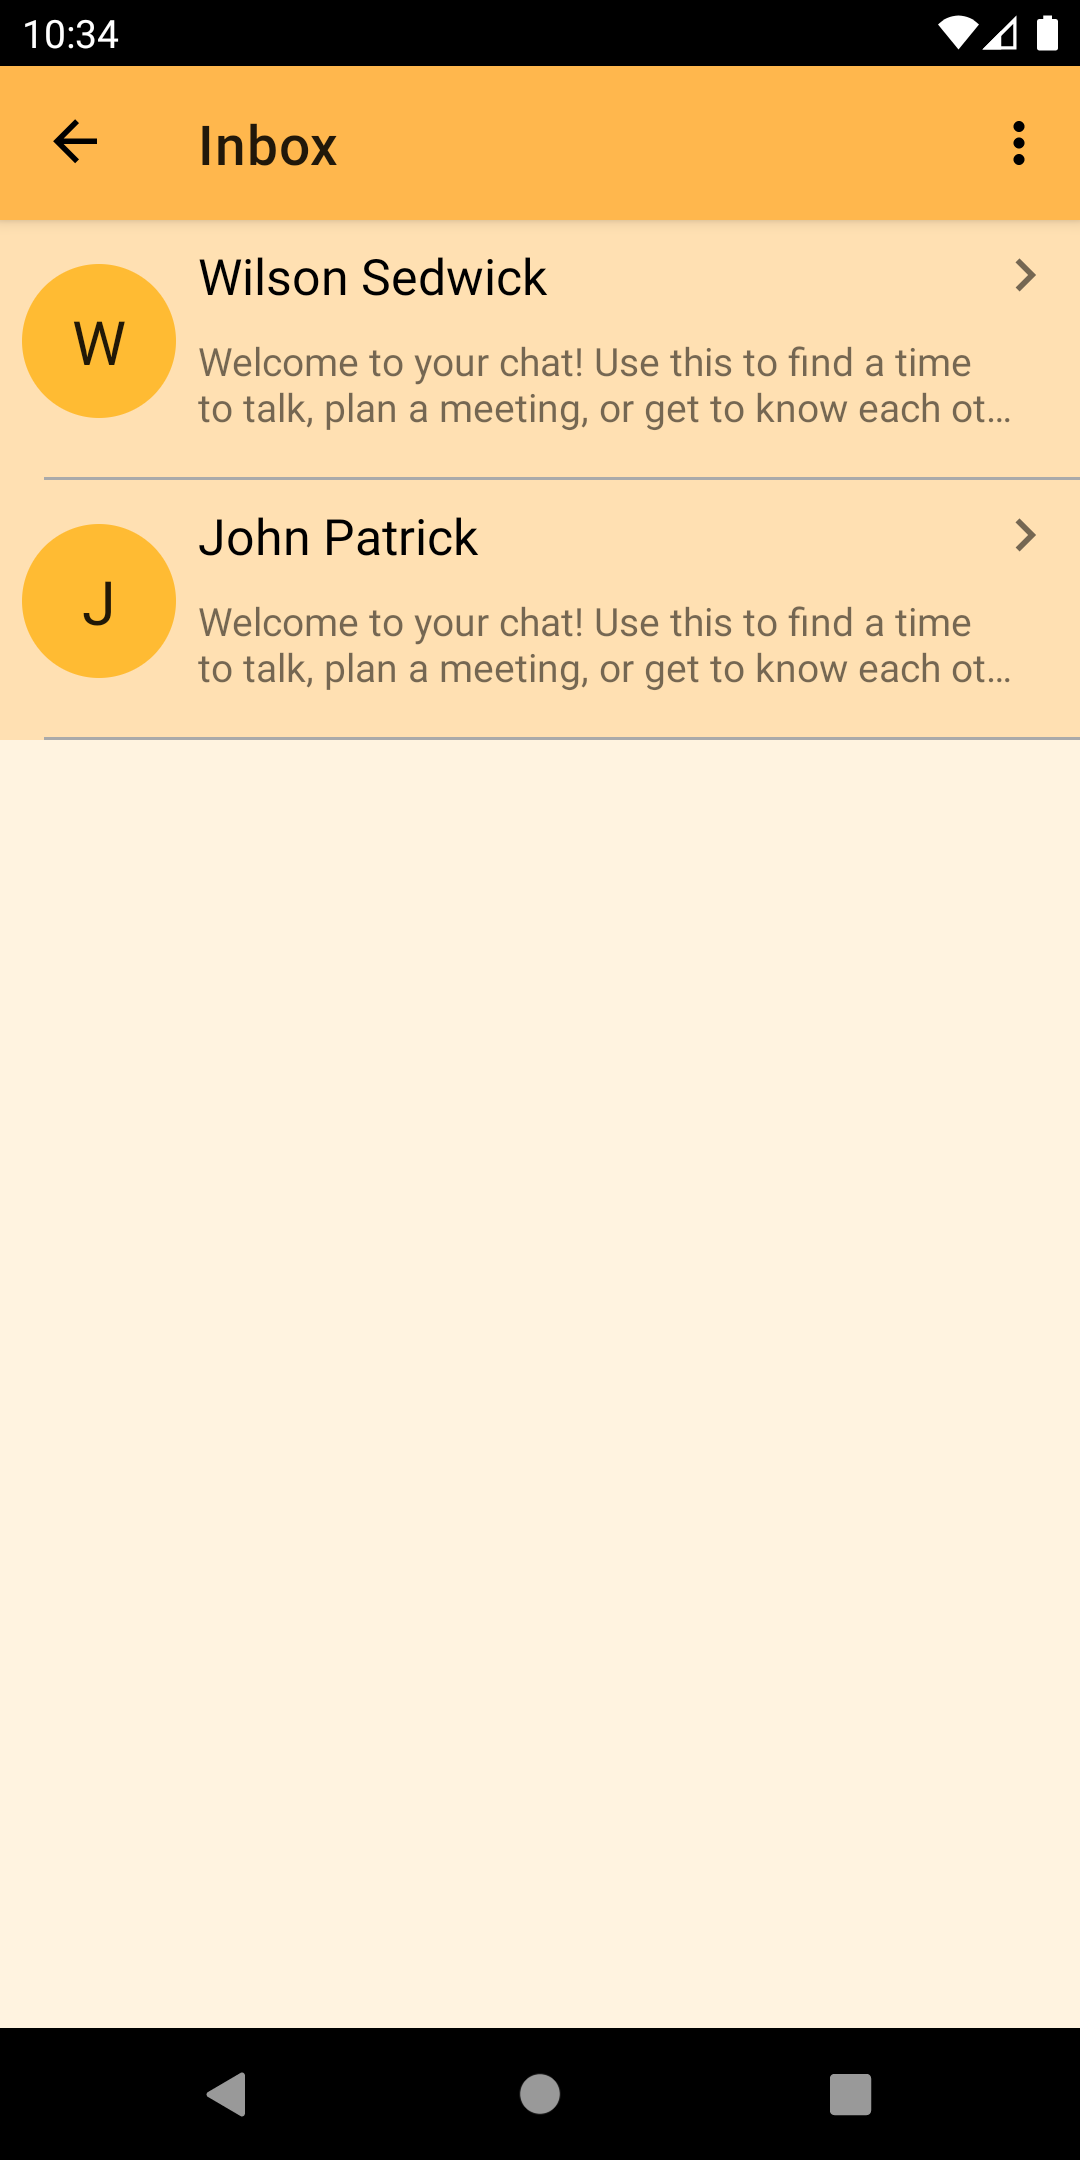 10:34
Inbox
W
Wilson Sedwick
Welcome to your chat! Use this to find a time
to talk, plan a meeting, or get to know each ot...
J
John Patrick
Welcome to your chat! Use this to find a time
to talk, plan a meeting, or get to know each ot...